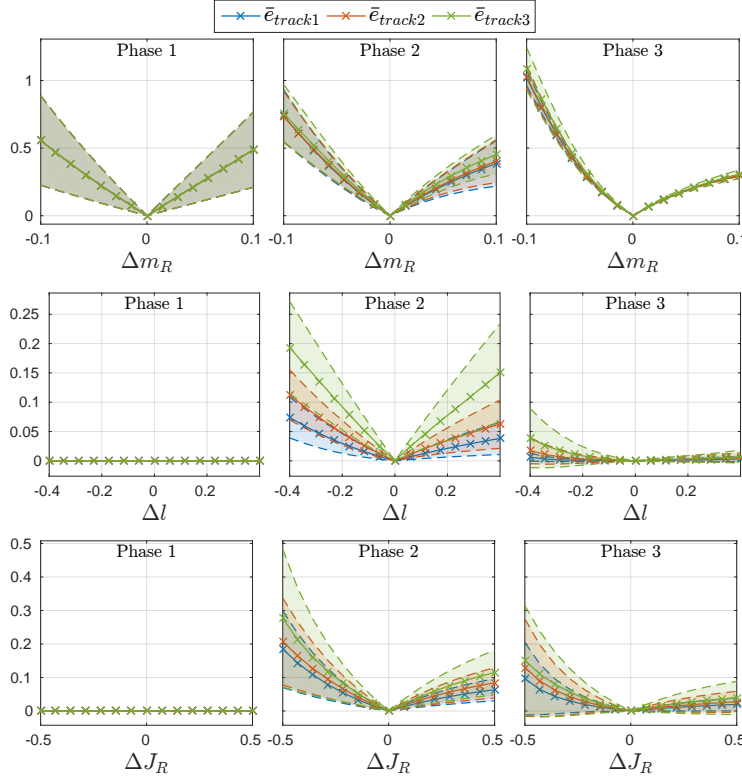 ē_track1 ē_track2 ē_track3
Phase 1 Phase 2 Phase 3
1
0.5
0
-0.1 0 0.1 -0.1 0 0.1 -0.1 0 0.1
Δm_R Δm_R Δm_R
Phase 1 Phase 2 Phase 3
0.25
0.2
0.15
0.1
0.05
0
-0.4 -0.2 0 0.2 -0.4 -0.2 0 0.2 -0.4 -0.2 0 0.2
Δl Δl Δl
0.5
Phase 1 Phase 2 Phase 3
0.4
0.3
0.2
0.1
0
-0.5 0 0.5 -0.5 0 0.5 -0.5 0 0.5
ΔJ_R ΔJ_R ΔJ_R